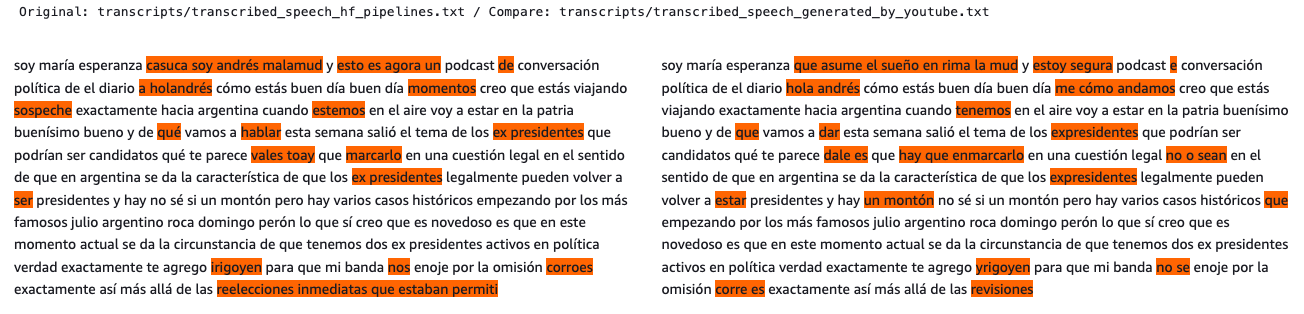 Original: transcripts/transcribed_speech_hf_pipelines.txt / Compare: transcripts/transcribed_speech_generated_by_youtube.txt
soy maría esperanza casuca soy andrés malamud y esto es agora un podcast de conversación
política de el diario a holandrés cómo estás buen día buen día momentos creo que estás viajando
sospeche exactamente hacia argentina cuando estemos en el aire voy a estar en la patria
buenísimo bueno y de qué vamos a hablar esta semana salió el tema de los ex presidentes que
podrían ser candidatos qué te parece vales toay que marcarlo en una cuestión legal en el sentido
de que en argentina se da la característica de que los ex presidentes legalmente pueden volver a
ser presidentes y hay no sé si un montón pero hay varios casos históricos empezando por los más
famosos julio argentino roca domingo perón lo que sí creo que es novedoso es que en este
momento actual se da la circunstancia de que tenemos dos ex presidentes activos en política
verdad exactamente te agrego irigoyen para que mi banda nos enoje por la omisión corroes
exactamente así más allá de las reelecciones inmediatas que estaban permiti
soy maría esperanza que asume el sueño en rima la mud y estoy segura podcast e conversación
política de el diario hola andrés cómo estás buen día buen día me cómo andamos creo que estás
viajando exactamente hacia argentina cuando tenemos en el aire voy a estar en la patria buenísimo
bueno y de que vamos a dar esta semana salió el tema de los expresidentes que podrían ser
candidatos qué te parece dale es que hay que enmarcarlo en una cuestión legal no o sean en el
sentido de que en argentina se da la característica de que los expresidentes legalmente pueden
volver a estar presidentes y hay un montón no sé si un montón pero hay varios casos históricos que
empezando por los más famosos julio argentino roca domingo perón lo que sí creo que es
novedoso es que en este momento actual se da la circunstancia de que tenemos dos ex presidentes
activos en política verdad exactamente te agrego yrigoyen para que mi banda no se enoje por la
omisión corre es exactamente así más allá de las revisiones